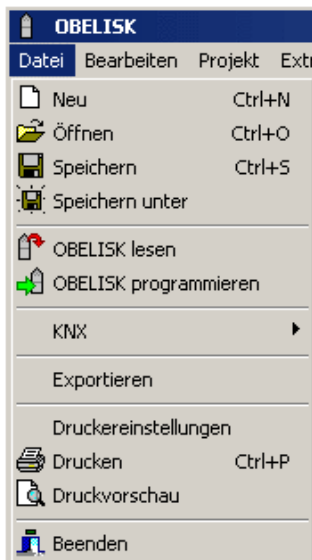 OBELISK
Datei Bearbeiten Projekt
Neu Ctrl+N
Öffnen Ctrl+O
Speichern Ctrl+S
Speichern unter
OBELISK lesen
OBELISK programmieren
KNX
Exportieren
Druckereinstellungen
Drucken Ctrl+P
Druckvorschau
Beenden